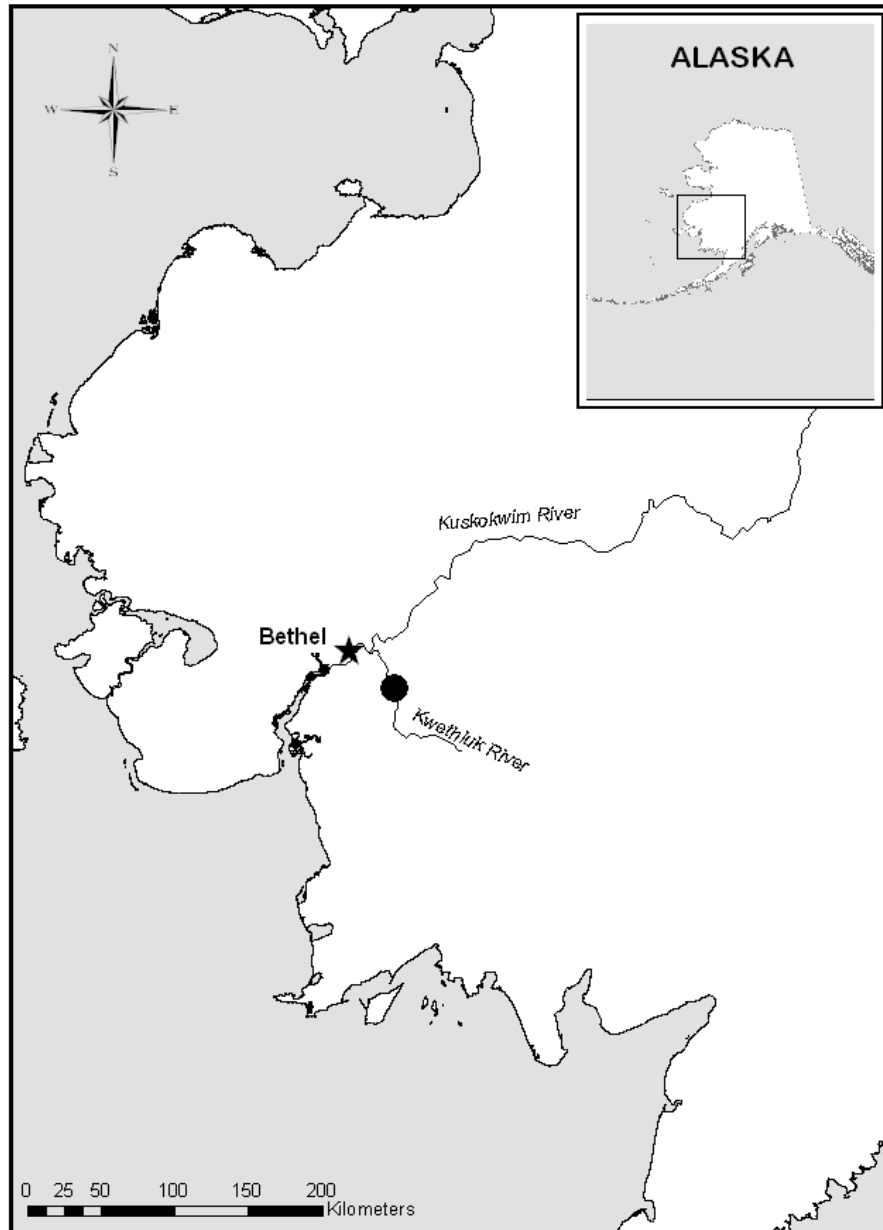 N
W E
S
ALASKA
Kuskokwim River
Bethel
Kwethluk River
0 25 50 100 150 200
Kilometers